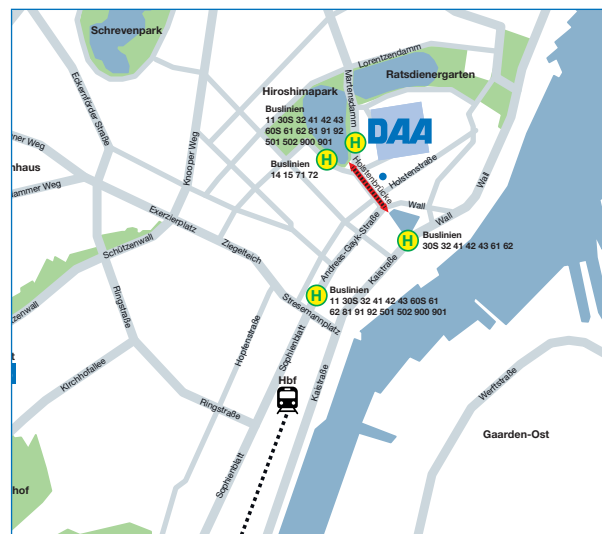 Schrevenpark
Lorentzendamm
Eckernförder Straße
Hiroshimapark
Martensdamm
Ratsdienergarten
Buslinien
11 30S 32 41 42 43
60S 61 62 81 91 92
501 502 900 901
DAA
H
H
Buslinien
14 15 71 72
Holstenbrücke
Holstenstraße
Wall
Wall
Wall
Knooper Weg
Exerzierplatz
Ziegelteich
Schützenwall
Andreas-Gayk-Straße
Kaistraße
H
Buslinien
30S 32 41 42 43 61 62
H
Buslinien
11 30S 32 41 42 43 60S 61
62 81 91 92 501 502 900 901
Stresemannplatz
Ringstraße
Hopfenstraße
Sophienblatt
Kirchhofallee
Hbf
Kaistraße
Werftstraße
Ringstraße
Gaarden-Ost
Sophienblatt
hof